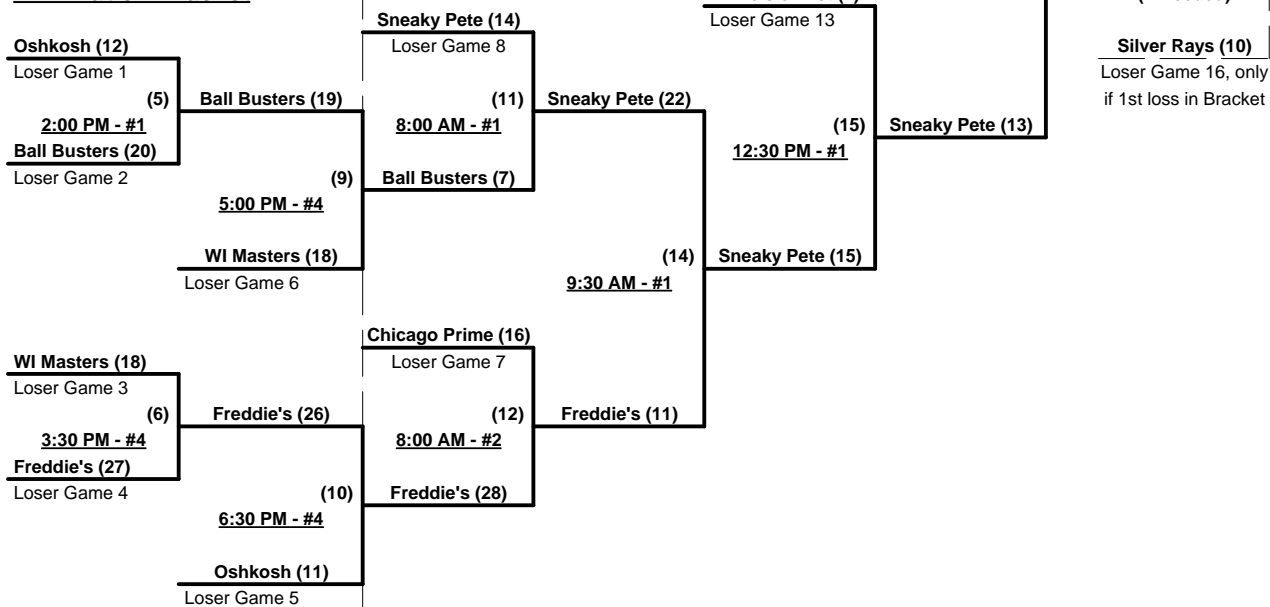 Sneaky Pete (14)
Loser Game 8
Loser Game 13
Silver Rays (10)
Loser Game 16, only
if 1st loss in Bracket
Oshkosh (12)
Loser Game 1
(5)
2:00 PM - #1
Ball Busters (20)
Loser Game 2
Ball Busters (19)
(9)
5:00 PM - #4
WI Masters (18)
Loser Game 6
(11)
8:00 AM - #1
Ball Busters (7)
Sneaky Pete (22)
(15)
12:30 PM - #1
Sneaky Pete (13)
(14)
9:30 AM - #1
Sneaky Pete (15)
Chicago Prime (16)
Loser Game 7
WI Masters (18)
Loser Game 3
(6)
3:30 PM - #4
Freddie's (27)
Loser Game 4
Freddie's (26)
(10)
6:30 PM - #4
Oshkosh (11)
Loser Game 5
(12)
8:00 AM - #2
Freddie's (28)
Freddie's (11)